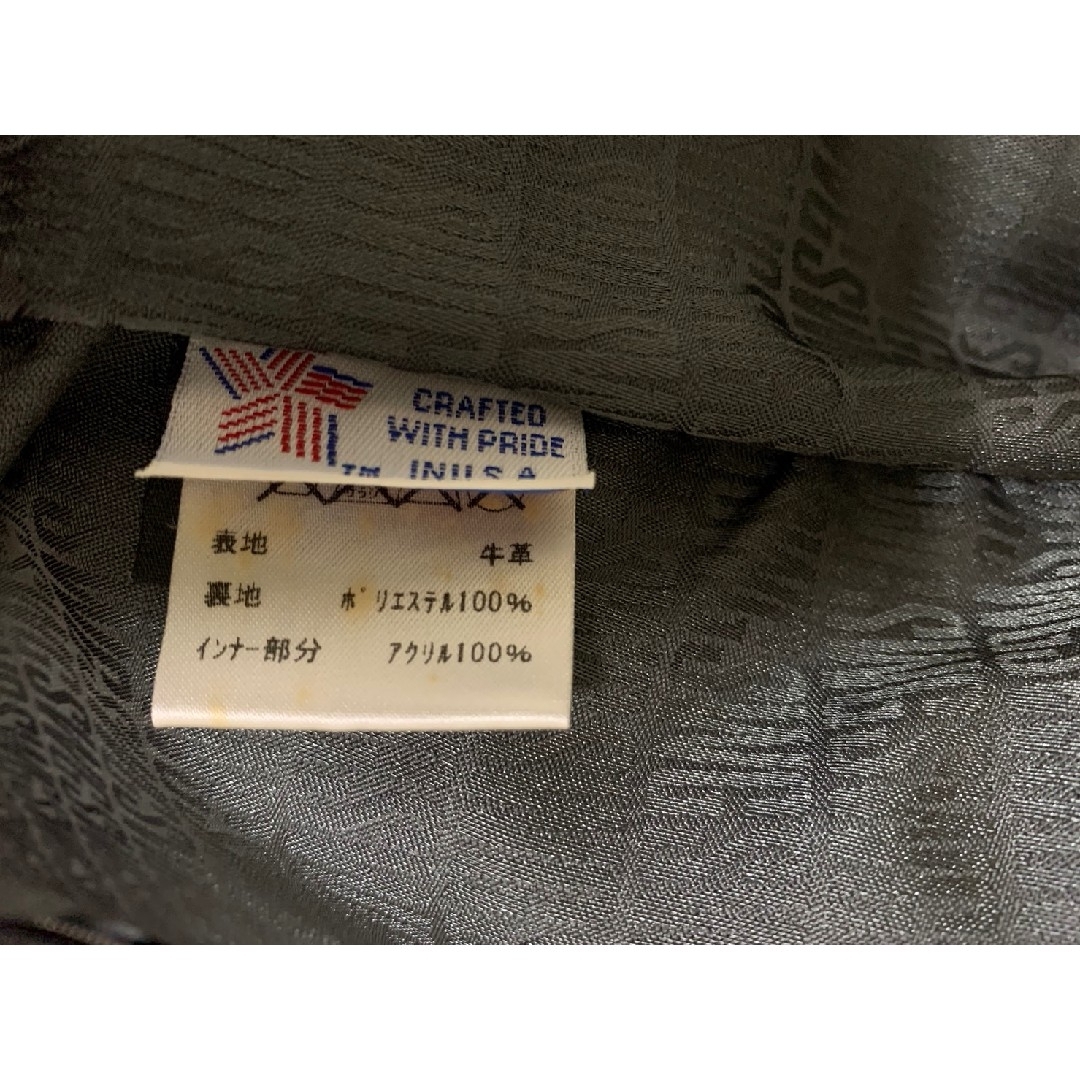 CRAFTED
WITH PRIDE
TM IN U.S.A
表地 牛革
裏地 ポリエステル100%
インナー部分 アクリル100%